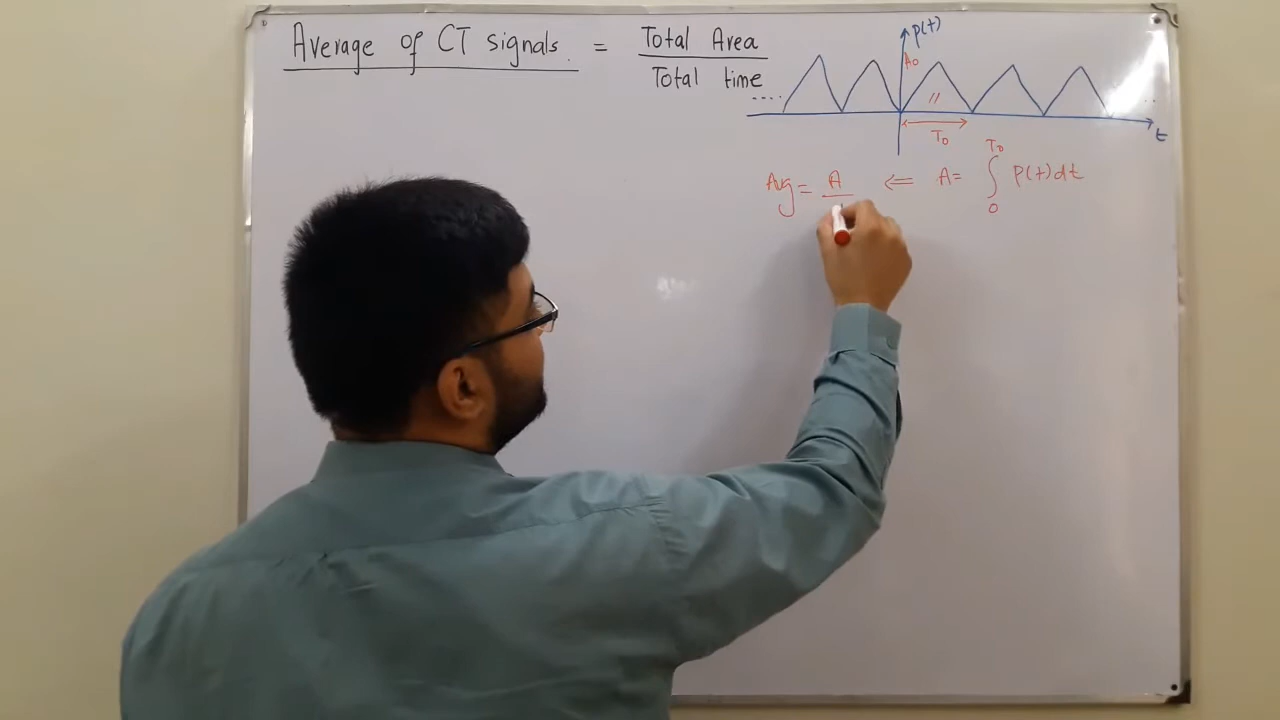 Average of CT signals. = Total Area
Total time
p(t)
A₀
....
//
T₀
t
Avg = A ⇐ A = ∫₀^T₀ p(t) dt